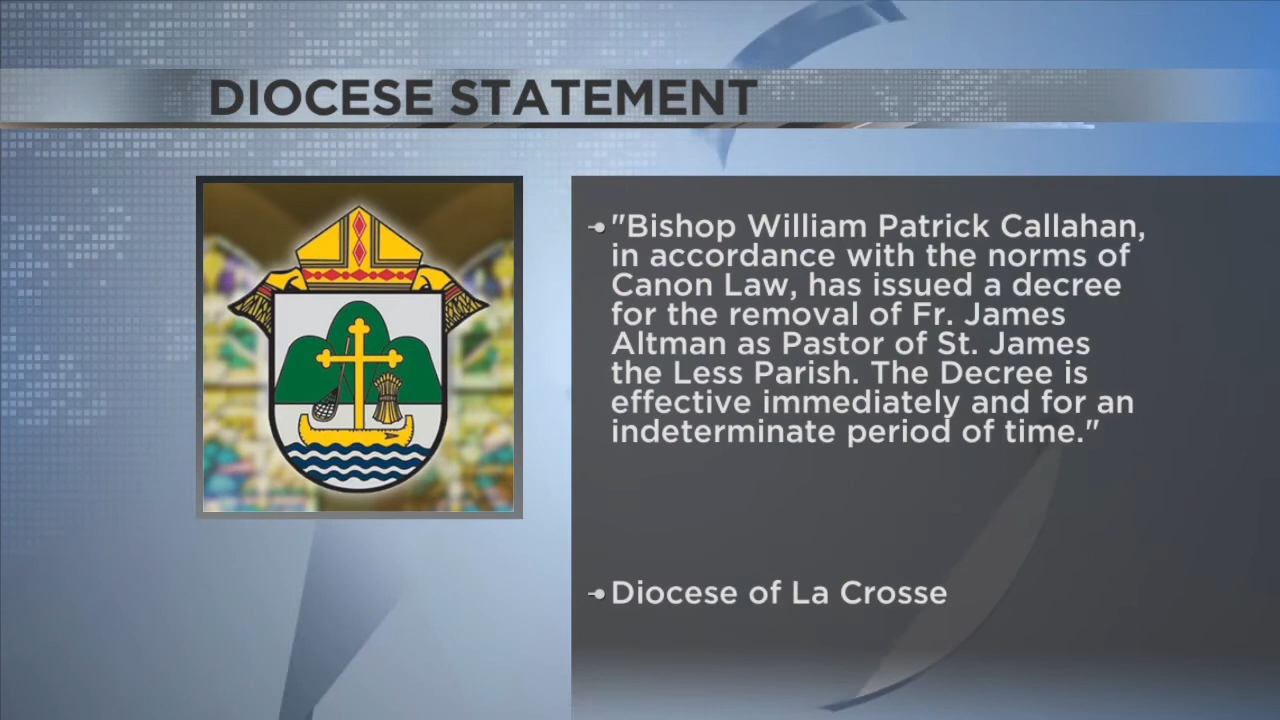 DIOCESE STATEMENT
"Bishop William Patrick Callahan,
in accordance with the norms of
Canon Law, has issued a decree
for the removal of Fr. James
Altman as Pastor of St. James
the Less Parish. The Decree is
effective immediately and for an
indeterminate period of time."
Diocese of La Crosse